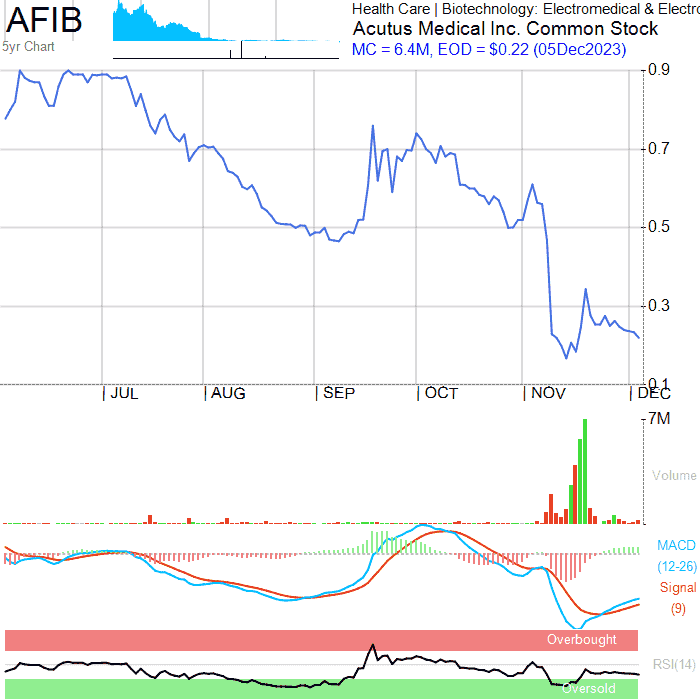 AFIB
5yr Chart
Health Care | Biotechnology: Electromedical & Electro
Acutus Medical Inc. Common Stock
MC = 6.4M, EOD = $0.22 (05Dec2023)
0.9
0.7
0.5
0.3
0.1
| JUL | AUG | SEP | OCT | NOV | DEC
7M
Volume
MACD
(12-26)
Signal
(9)
Overbought
RSI(14)
Oversold